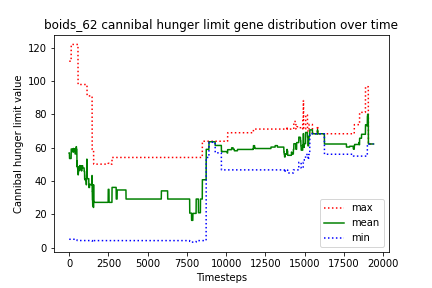 boids_62 cannibal hunger limit gene distribution over time
Cannibal hunger limit value
120
100
80
60
40
20
0
0 2500 5000 7500 10000 12500 15000 17500 20000
Timesteps
max
mean
min